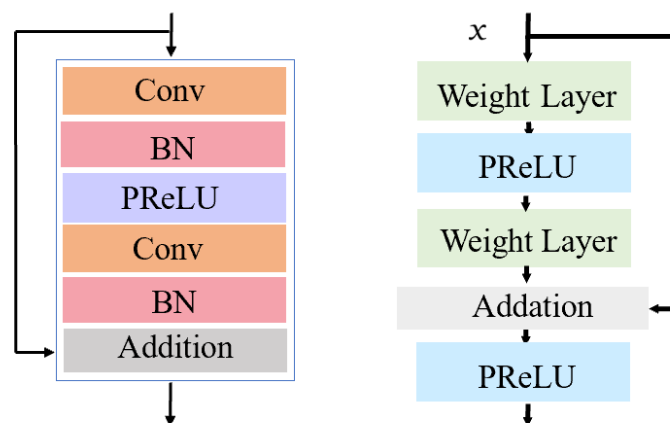 Conv
BN
PReLU
Conv
BN
Addition
x
Weight Layer
PReLU
Weight Layer
Addation
PReLU